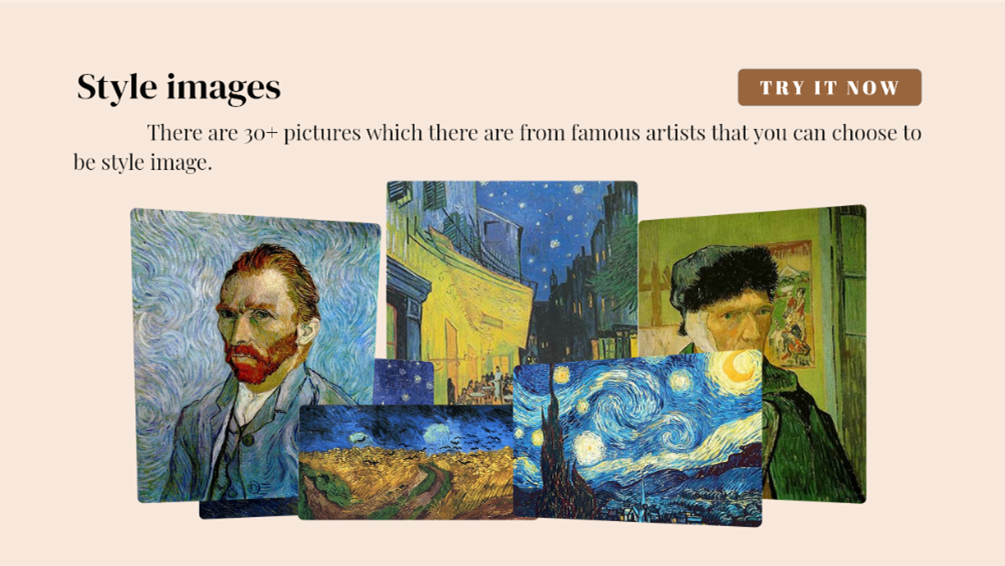 Style images
TRY IT NOW
There are 30+ pictures which there are from famous artists that you can choose to
be style image.